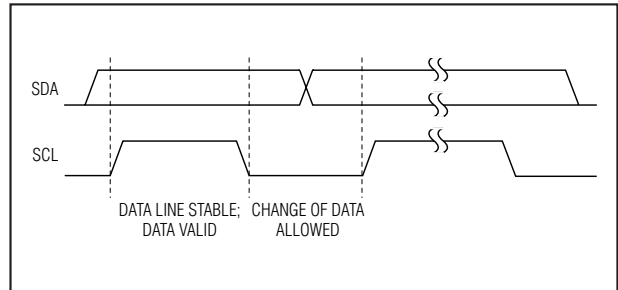 SDA
SCL
DATA LINE STABLE;
DATA VALID
CHANGE OF DATA
ALLOWED